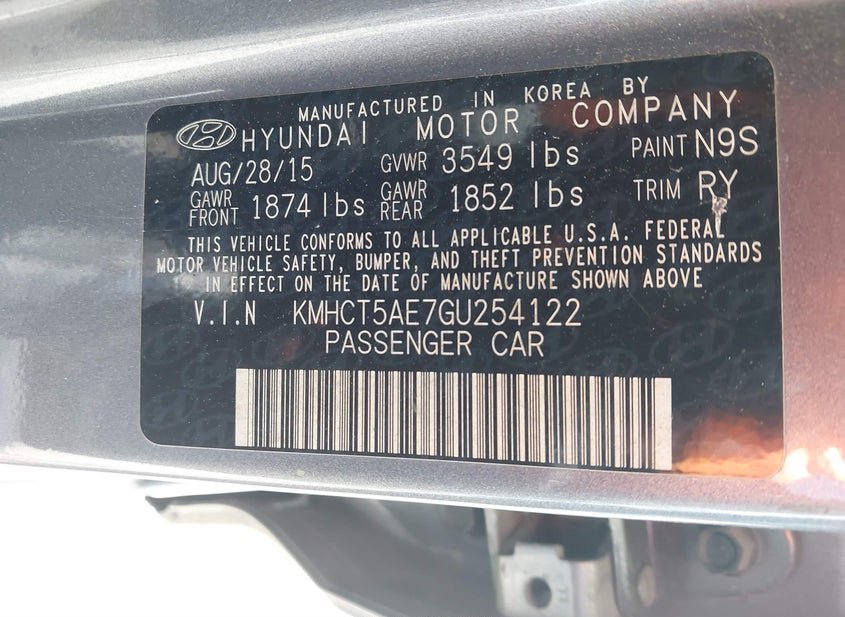 MANUFACTURED IN KOREA BY
HYUNDAI MOTOR COMPANY
AUG/28/15 GVWR 3549 lbs PAINT N9S
GAWR FRONT 1874 lbs GAWR REAR 1852 lbs TRIM RY
THIS VEHICLE CONFORMS TO ALL APPLICABLE U.S.A. FEDERAL
MOTOR VEHICLE SAFETY, BUMPER, AND THEFT PREVENTION STANDARDS
IN EFFECT ON THE DATE OF MANUFACTURE SHOWN ABOVE
V.I.N KMHCT5AE7GU254122
PASSENGER CAR